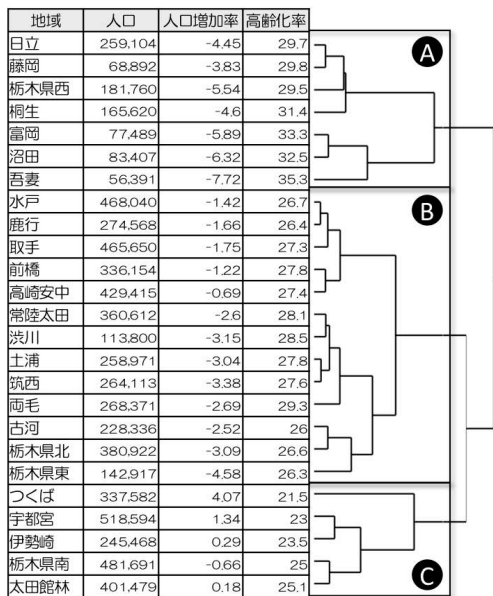 地域 人口 人口増加率 高齢化率
日立 259,104 -4.45 29.7
藤岡 68,892 -3.83 29.8
栃木県西 181,760 -5.54 29.5
桐生 165,620 -4.6 31.4
富岡 77,489 -5.89 33.3
沼田 83,407 -6.32 32.5
吾妻 56,391 -7.72 35.3
水戸 468,040 -1.42 26.7
鹿行 274,568 -1.66 26.4
取手 465,650 -1.75 27.3
前橋 336,154 -1.22 27.8
高崎安中 429,415 -0.69 27.4
常陸太田 360,612 -2.6 28.1
渋川 113,800 -3.15 28.5
土浦 258,971 -3.04 27.8
筑西 264,113 -3.38 27.6
両毛 268,371 -2.69 29.3
古河 228,336 -2.52 26
栃木県北 380,922 -3.09 26.6
栃木県東 142,917 -4.58 26.3
つくば 337,582 4.07 21.5
宇都宮 518,594 1.34 23
伊勢崎 245,468 0.29 23.5
栃木県南 481,691 -0.66 25
太田館林 401,479 0.18 25.1
A
B
C